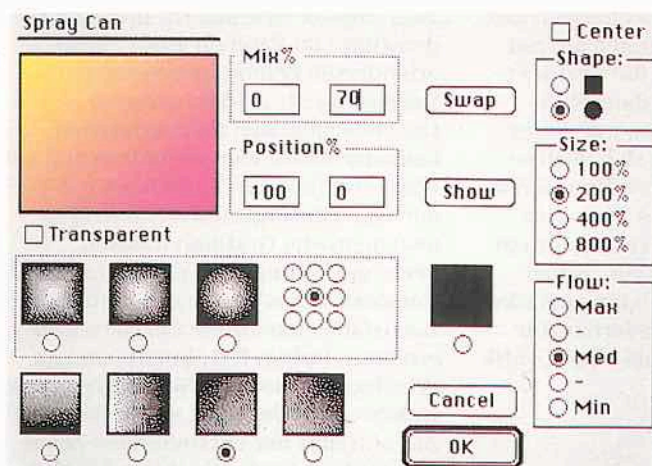 Spray Can
Mix%
0
70
Swap
Position%
100
0
Show
Transparent
Center
Shape:
Size:
100%
200%
400%
800%
Flow:
Max
Med
-
Min
Cancel
OK